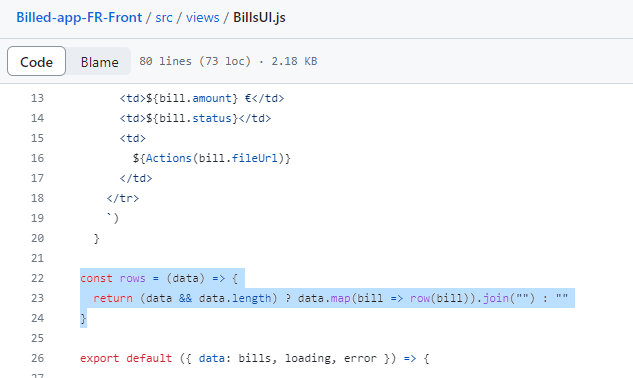 Billed-app-FR-Front / src / views / BillsUI.js
Code Blame 80 lines (73 loc) · 2.18 KB
13 <td>${bill.amount} €</td>
14 <td>${bill.status}</td>
15 <td>
16 ${Actions(bill.fileUrl)}
17 </td>
18 </tr>
19 `)
20 }
21
22 const rows = (data) => {
23 return (data && data.length) ? data.map(bill => row(bill)).join("") : ""
24 }
25
26 export default ({ data: bills, loading, error }) => {
27